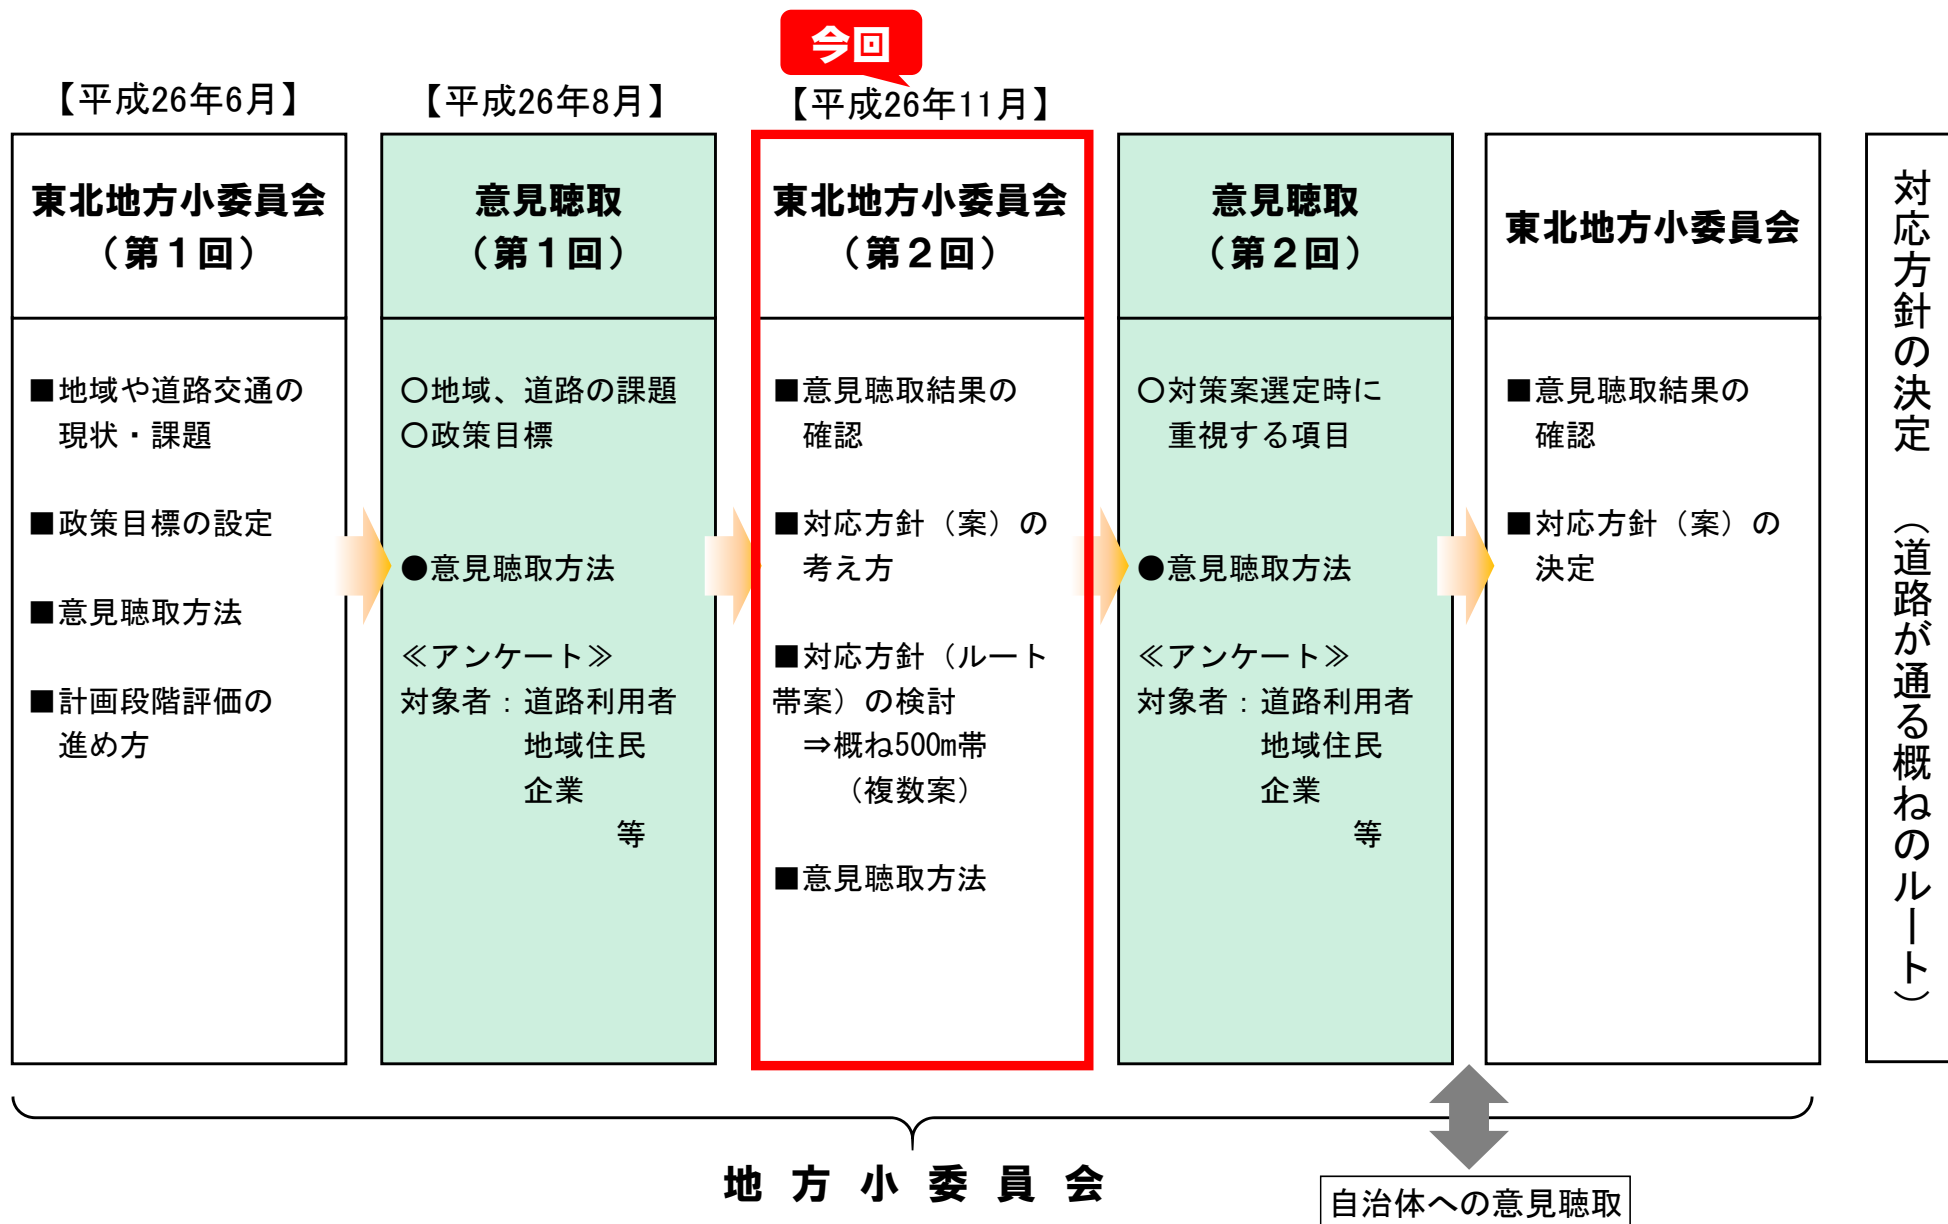 今回
【平成26年6月】
【平成26年8月】
【平成26年11月】
東北地方小委員会
（第１回）
■地域や道路交通の
現状・課題
■政策目標の設定
■意見聴取方法
■計画段階評価の
進め方
意見聴取
（第１回）
○地域、道路の課題
○政策目標
●意見聴取方法
≪アンケート≫
対象者：道路利用者
地域住民
企業
等
東北地方小委員会
（第２回）
■意見聴取結果の
確認
■対応方針（案）の
考え方
■対応方針（ルート
帯案）の検討
⇒概ね500m帯
（複数案）
■意見聴取方法
意見聴取
（第２回）
○対策案選定時に
重視する項目
●意見聴取方法
≪アンケート≫
対象者：道路利用者
地域住民
企業
等
東北地方小委員会
■意見聴取結果の
確認
■対応方針（案）の
決定
対応方針の決定　（道路が通る概ねのルート）
地方小委員会
自治体への意見聴取